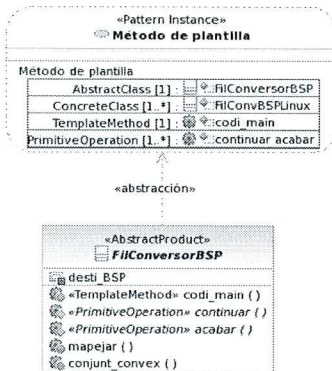 «Pattern Instance»
Método de plantilla
Método de plantilla
AbstractClass [1] : FilConversorBSP
ConcreteClass [1..*] : FilConvBSPLinux
TemplateMethod [1] : codi_main
PrimitiveOperation [1..*] : continuar acabar
«abstracción»
«AbstractProduct»
FilConversorBSP
desti_BSP
«TemplateMethod» codi_main ( )
«PrimitiveOperation» continuar ( )
«PrimitiveOperation» acabar ( )
mapejar ( )
conjunt_convex ( )